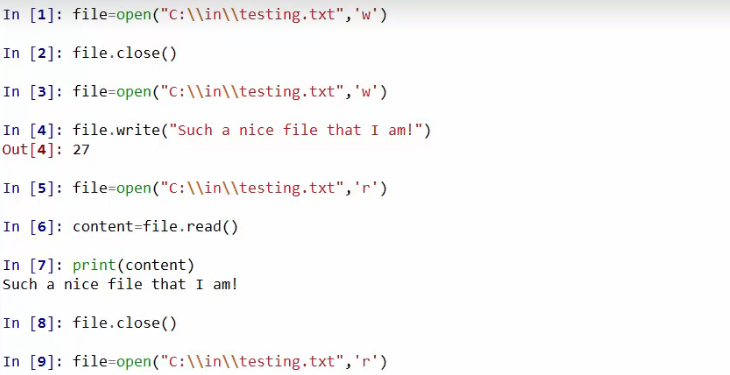 In [1]: file=open("C:\\in\\testing.txt",'w')
In [2]: file.close()
In [3]: file=open("C:\\in\\testing.txt",'w')
In [4]: file.write("Such a nice file that I am!")
Out[4]: 27
In [5]: file=open("C:\\in\\testing.txt",'r')
In [6]: content=file.read()
In [7]: print(content)
Such a nice file that I am!
In [8]: file.close()
In [9]: file=open("C:\\in\\testing.txt",'r')